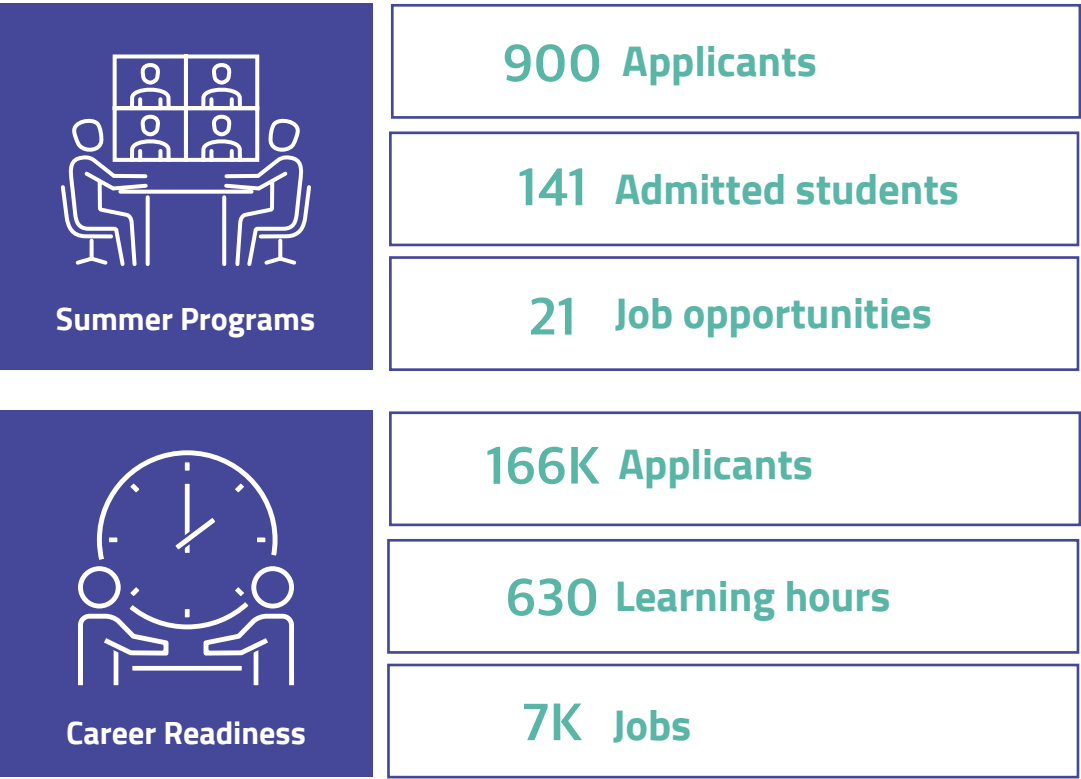 900 Applicants
141 Admitted students
21 Job opportunities
Summer Programs
166K Applicants
630 Learning hours
7K Jobs
Career Readiness